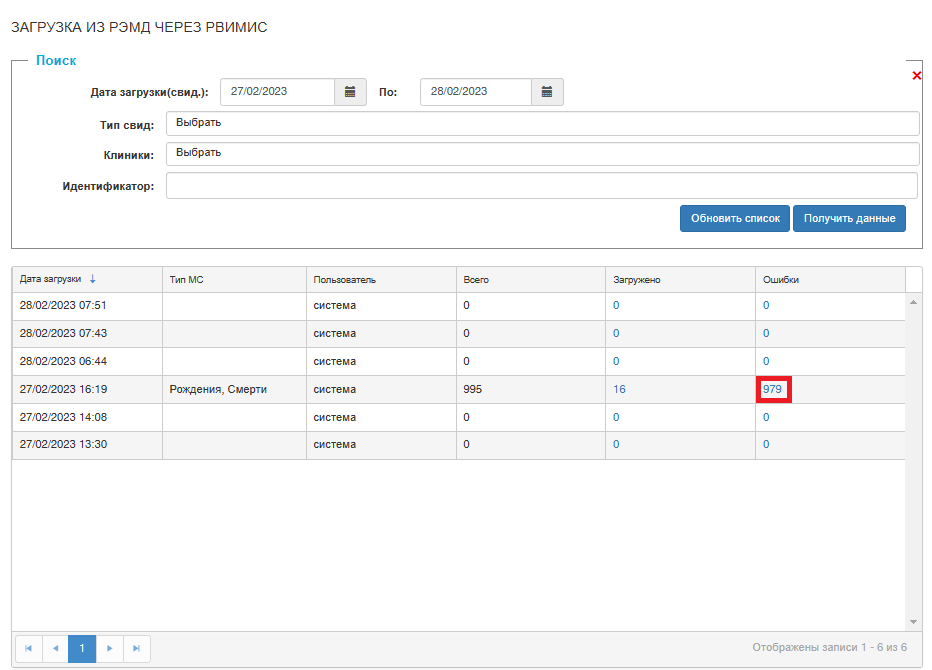 ЗАГРУЗКА ИЗ РЭМД ЧЕРЕЗ РВИМИС
Поиск
Дата загрузки(свид.): 27/02/2023 По: 28/02/2023
Тип свид: Выбрать
Клиники: Выбрать
Идентификатор:
Обновить список Получить данные
Дата загрузки ↓ Тип МС Пользователь Всего Загружено Ошибки
28/02/2023 07:51 система 0 0 0
28/02/2023 07:43 система 0 0 0
28/02/2023 06:44 система 0 0 0
27/02/2023 16:19 Рождения, Смерти система 995 16 979
27/02/2023 14:08 система 0 0 0
27/02/2023 13:30 система 0 0 0
1 Отображены записи 1 - 6 из 6